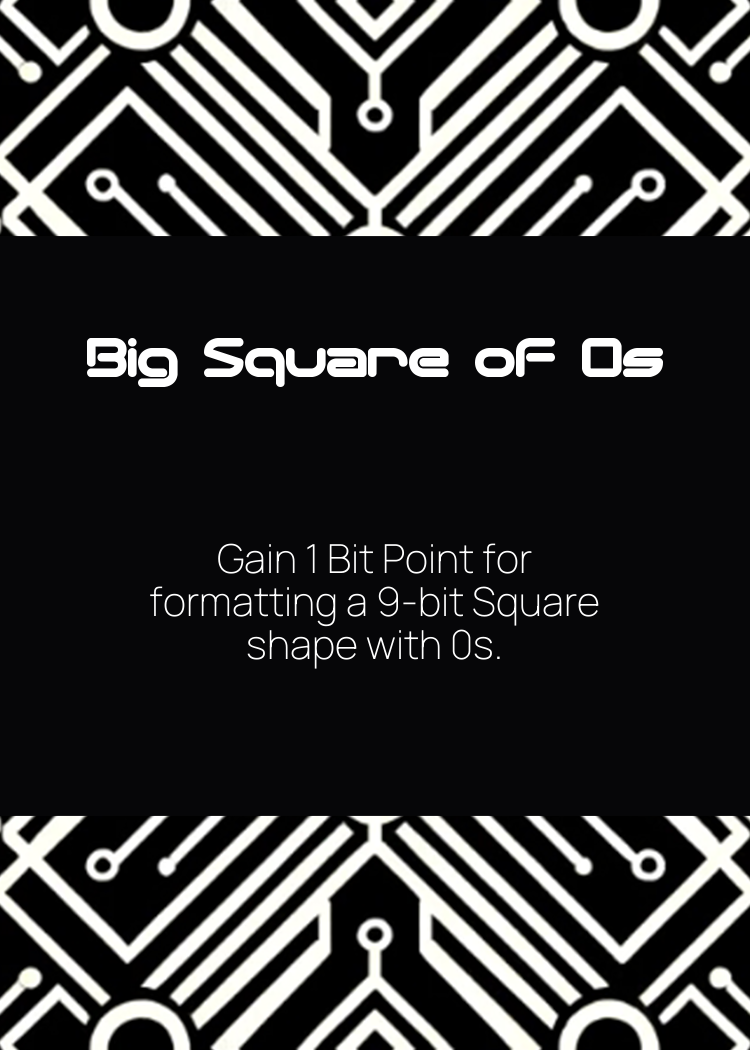 Big Square of 0s
Gain 1 Bit Point for
formatting a 9-bit Square
shape with 0s.